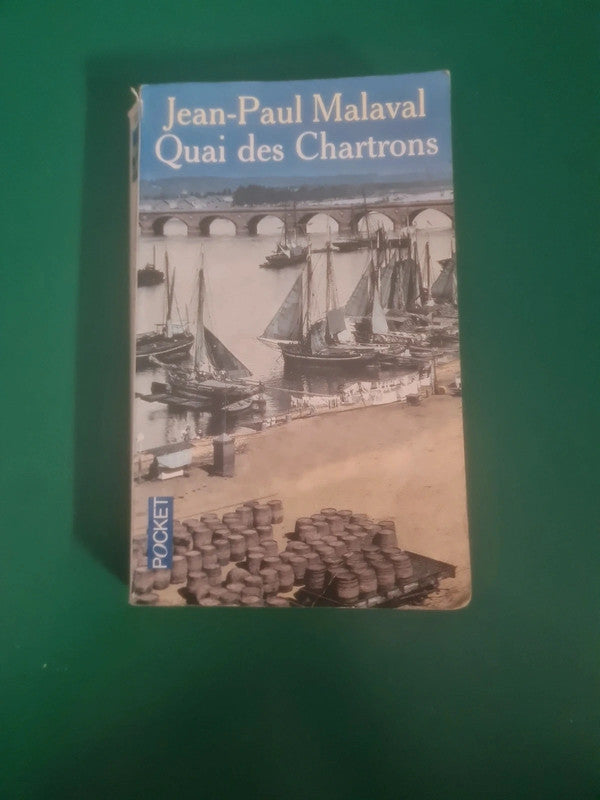 Jean-Paul Malaval
Quai des Chartrons
POCKET